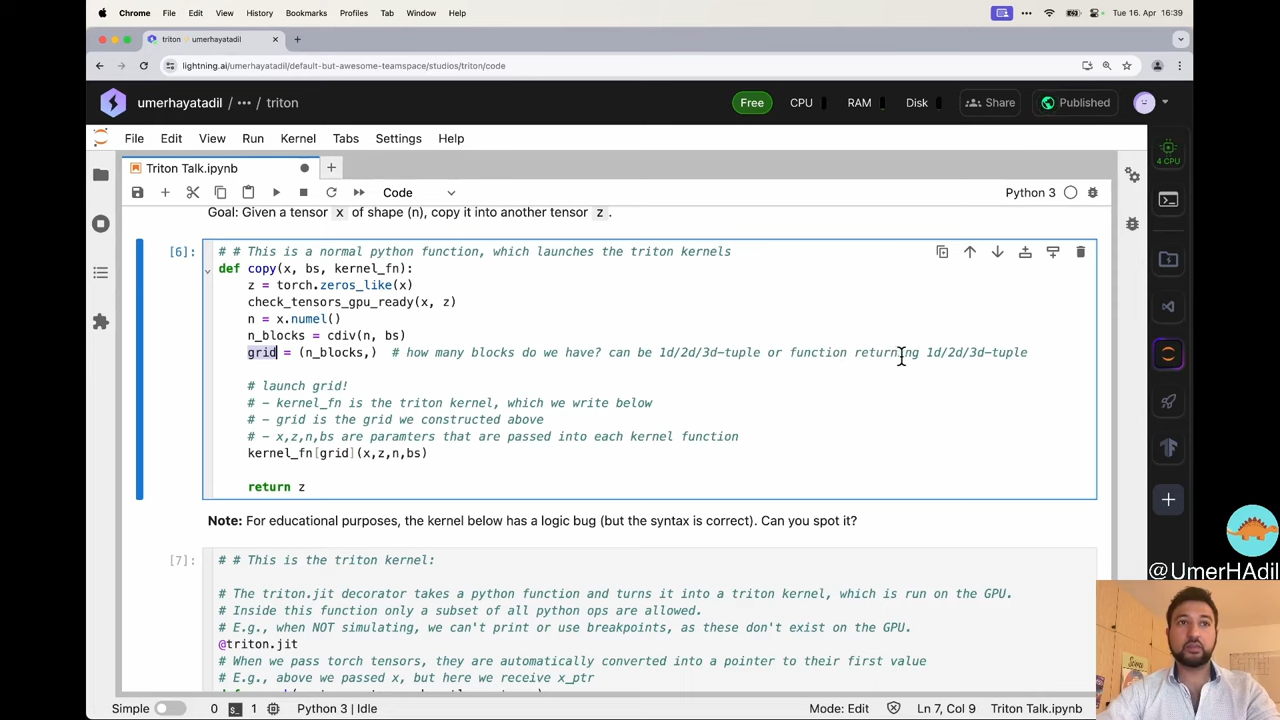 Chrome File Edit View History Bookmarks Profiles Tab Window Help Tue 16. Apr 16:39
triton umerhayatadil
lightning.ai/umerhayatadil/default-but-awesome-teamspace/studios/triton/code
umerhayatadil / ··· / triton Free CPU RAM Disk Share Published
File Edit View Run Kernel Tabs Settings Help
4 CPU
Triton Talk.ipynb
Code Python 3
Goal: Given a tensor x of shape (n), copy it into another tensor z.
[6]: # # This is a normal python function, which launches the triton kernels
def copy(x, bs, kernel_fn):
z = torch.zeros_like(x)
check_tensors_gpu_ready(x, z)
n = x.numel()
n_blocks = cdiv(n, bs)
grid = (n_blocks,) # how many blocks do we have? can be 1d/2d/3d-tuple or function returning 1d/2d/3d-tuple
# launch grid!
# - kernel_fn is the triton kernel, which we write below
# - grid is the grid we constructed above
# - x,z,n,bs are paramters that are passed into each kernel function
kernel_fn[grid](x,z,n,bs)
return z
Note: For educational purposes, the kernel below has a logic bug (but the syntax is correct). Can you spot it?
[7]: # # This is the triton kernel:
@UmerHAdil
# The triton.jit decorator takes a python function and turns it into a triton kernel, which is run on the GPU.
# Inside this function only a subset of all python ops are allowed.
# E.g., when NOT simulating, we can't print or use breakpoints, as these don't exist on the GPU.
@triton.jit
# When we pass torch tensors, they are automatically converted into a pointer to their first value
# E.g., above we passed x, but here we receive x_ptr
Simple 0 1 Python 3 | Idle Mode: Edit Ln 7, Col 9 Triton Talk.ipynb